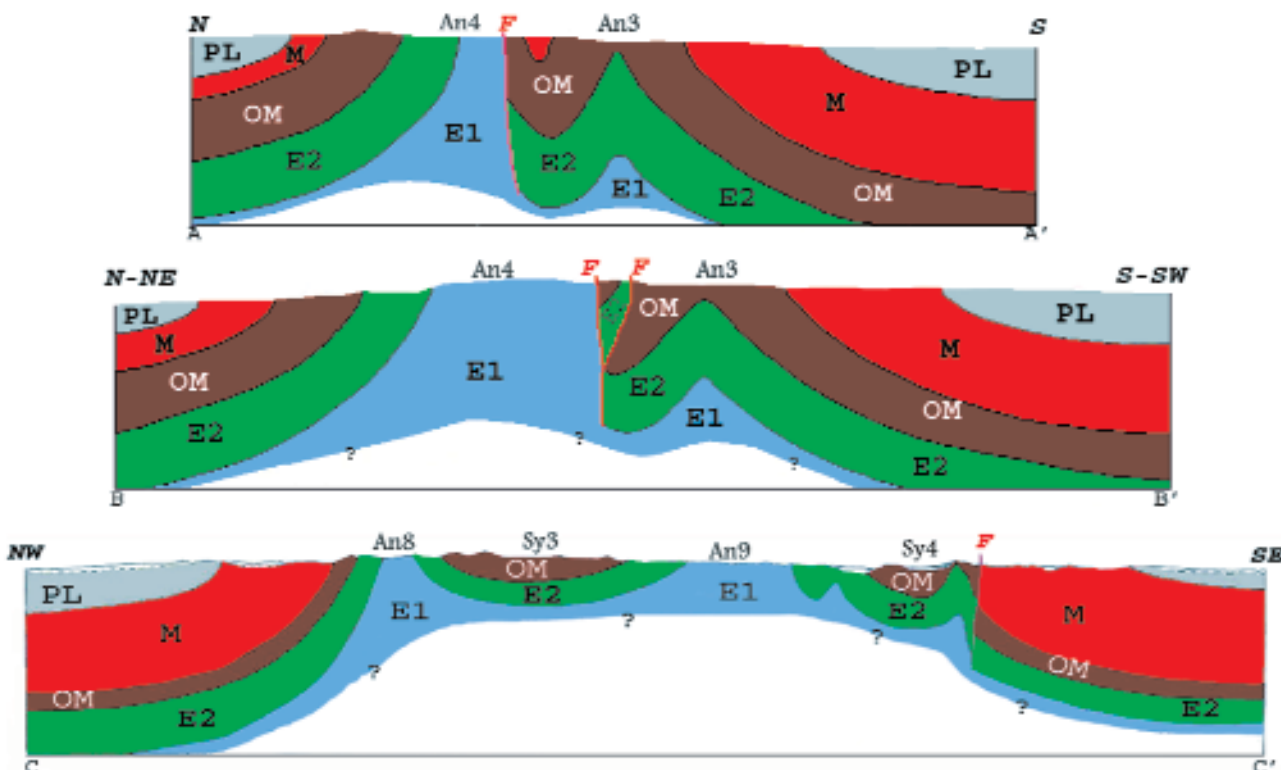 N An4 F An3 S
PL M PL
OM OM M
E1
E2 E2 E1 OM
E2
A A'
N-NE An4 F F An3 S-SW
PL OM PL
M M
OM E1 E2 OM
E2 E1
? ? ? E2
B B'
NW An8 Sy3 An9 Sy4 F SE
PL OM OM
E1 E2 E1 E2 M
M ? ?
OM ? OM
E2 ? E2
C C'